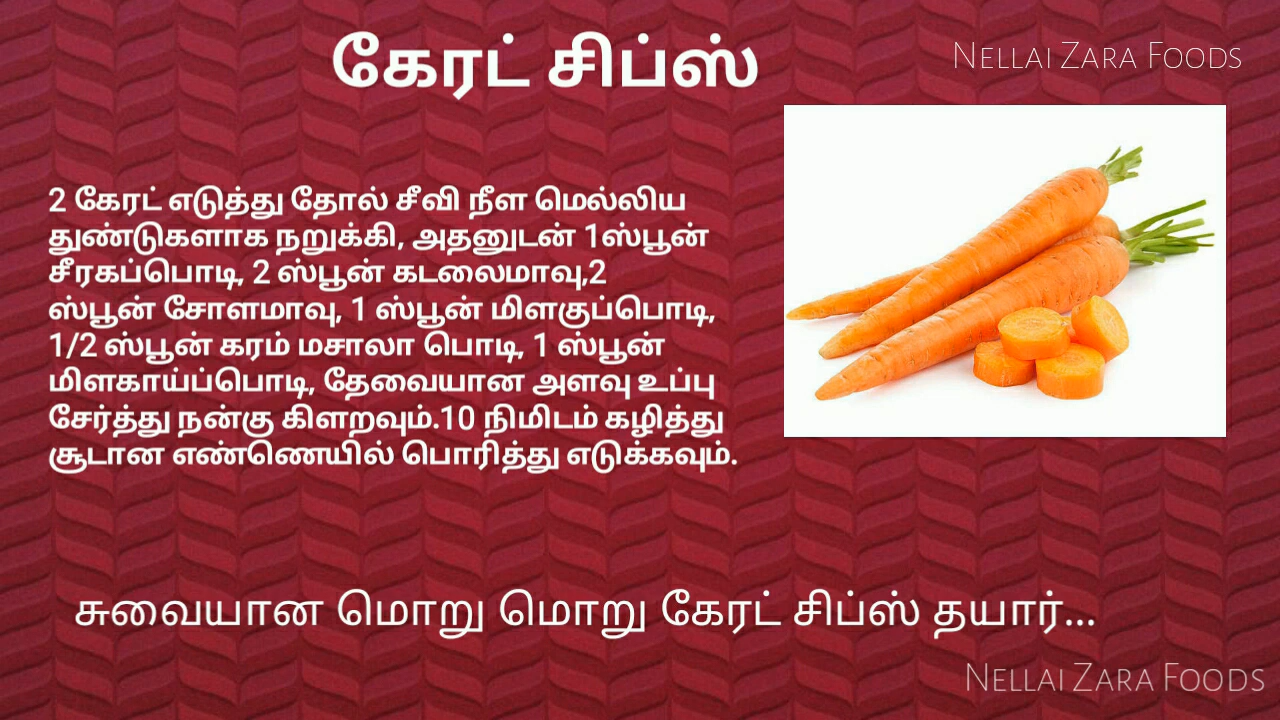 கேரட் சிப்ஸ்
Nellai Zara Foods
2 கேரட் எடுத்து தோல் சீவி நீள மெல்லிய
துண்டுகளாக நறுக்கி, அதனுடன் 1ஸ்பூன்
சீரகப்பொடி, 2 ஸ்பூன் கடலைமாவு,2
ஸ்பூன் சோளமாவு, 1 ஸ்பூன் மிளகுப்பொடி,
1/2 ஸ்பூன் கரம் மசாலா பொடி, 1 ஸ்பூன்
மிளகாய்ப்பொடி, தேவையான அளவு உப்பு
சேர்த்து நன்கு கிளறவும்.10 நிமிடம் கழித்து
சூடான எண்ணெயில் பொரித்து எடுக்கவும்.
சுவையான மொறு மொறு கேரட் சிப்ஸ் தயார்...
Nellai Zara Foods